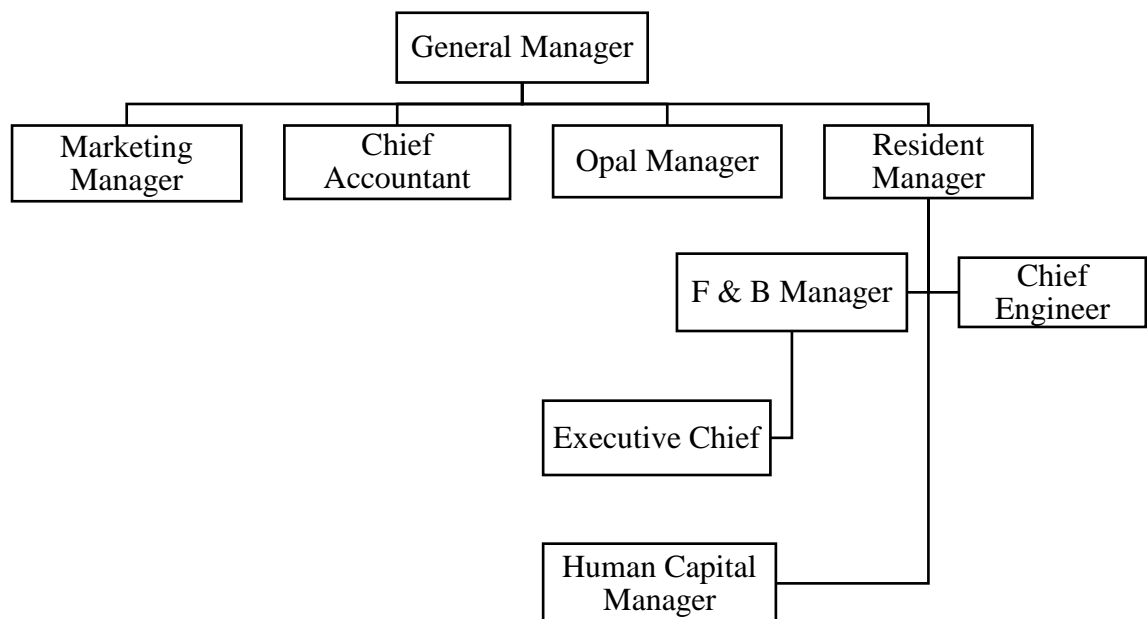 General Manager
Marketing
Manager
Chief
Accountant
Opal Manager
Resident
Manager
F & B Manager
Chief
Engineer
Executive Chief
Human Capital
Manager